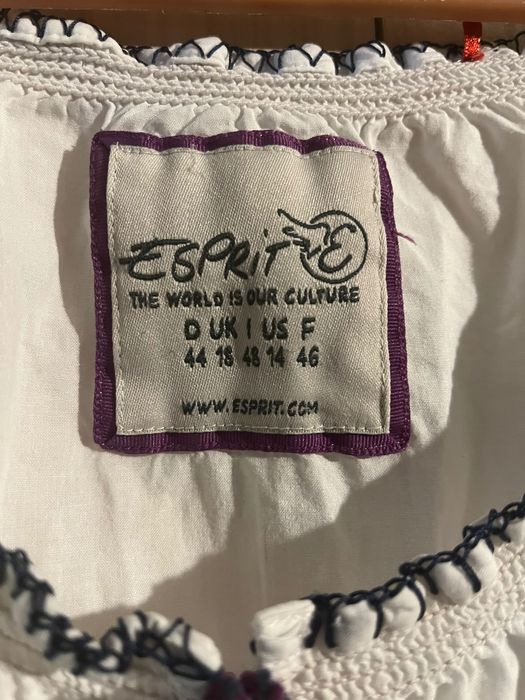 ESPRIT E
THE WORLD IS OUR CULTURE
D UK I US F
44 18 48 14 46
WWW.ESPRIT.COM